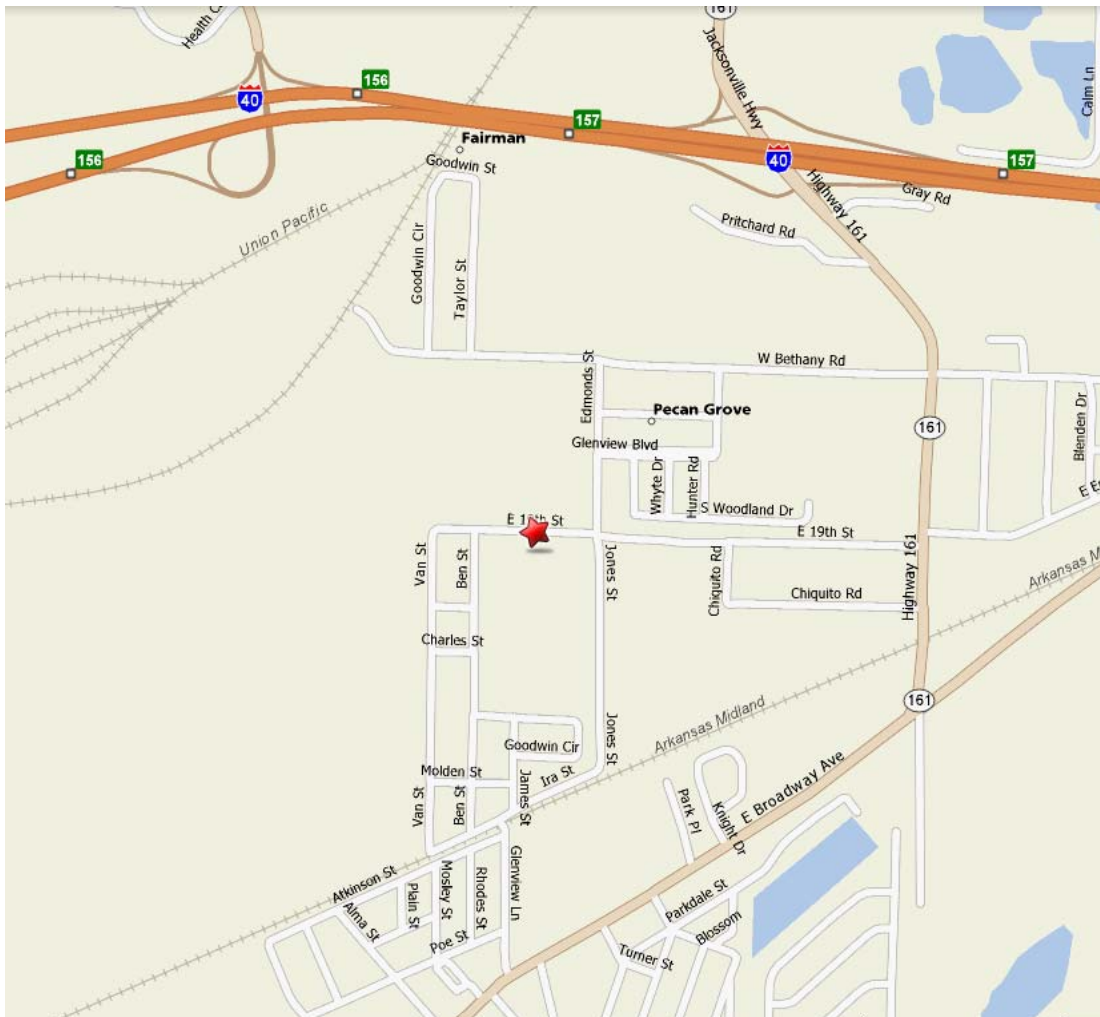 161
Health C
Jacksonville Hwy
156
40
Calm Ln
157
Fairman
156
Goodwin St
40
157
Highway 161
Gray Rd
Union Pacific
Pritchard Rd
Goodwin Cir
Taylor St
W Bethany Rd
Edmonds St
Pecan Grove
161
Blenden Dr
Glenview Blvd
Whyte Dr
Hunter Rd
S Woodland Dr
E
E 19th St
Van St
Ben St
Jones St
Chiquito Rd
Highway 161
Arkansas M
Chiquito Rd
Charles St
161
Arkansas Midland
Jones St
Goodwin Cir
Molden St
Ira St
James St
Van St
Ben St
E Broadway Ave
Park Pl
Knight Dr
Atkinson St
Plain St
Mosley St
Rhodes St
Glenview Ln
Alma St
Parkdale St
Blossom
Poe St
Turner St